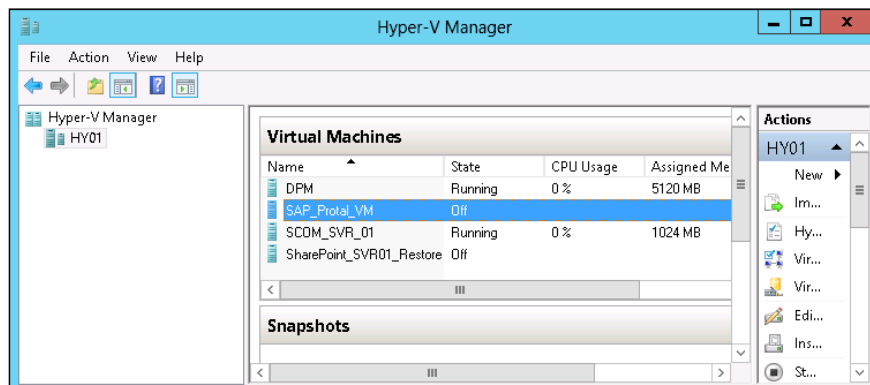 Hyper-V Manager
File Action View Help
Hyper-V Manager
HY01
Virtual Machines
Name State CPU Usage Assigned Me
DPM Running 0 % 5120 MB
SAP_Protal_VM Off
SCOM_SVR_01 Running 0 % 1024 MB
SharePoint_SVR01_Restore Off
Snapshots
Actions
HY01
New
Im...
Hy...
Vir...
Vir...
Edi...
Ins...
St...